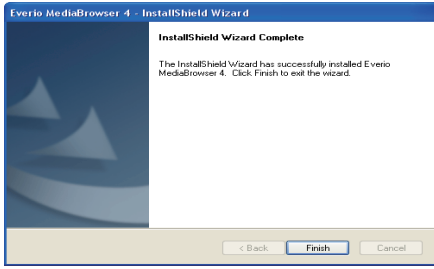 Everio MediaBrowser 4 - InstallShield Wizard
InstallShield Wizard Complete
The InstallShield Wizard has successfully installed Everio
MediaBrowser 4. Click Finish to exit the wizard.
< Back Finish Cancel